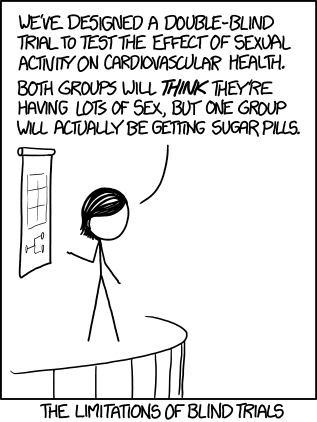 WE'VE DESIGNED A DOUBLE-BLIND
TRIAL TO TEST THE EFFECT OF SEXUAL
ACTIVITY ON CARDIOVASCULAR HEALTH.
BOTH GROUPS WILL THINK THEY'RE
HAVING LOTS OF SEX, BUT ONE GROUP
WILL ACTUALLY BE GETTING SUGAR PILLS.
THE LIMITATIONS OF BLIND TRIALS